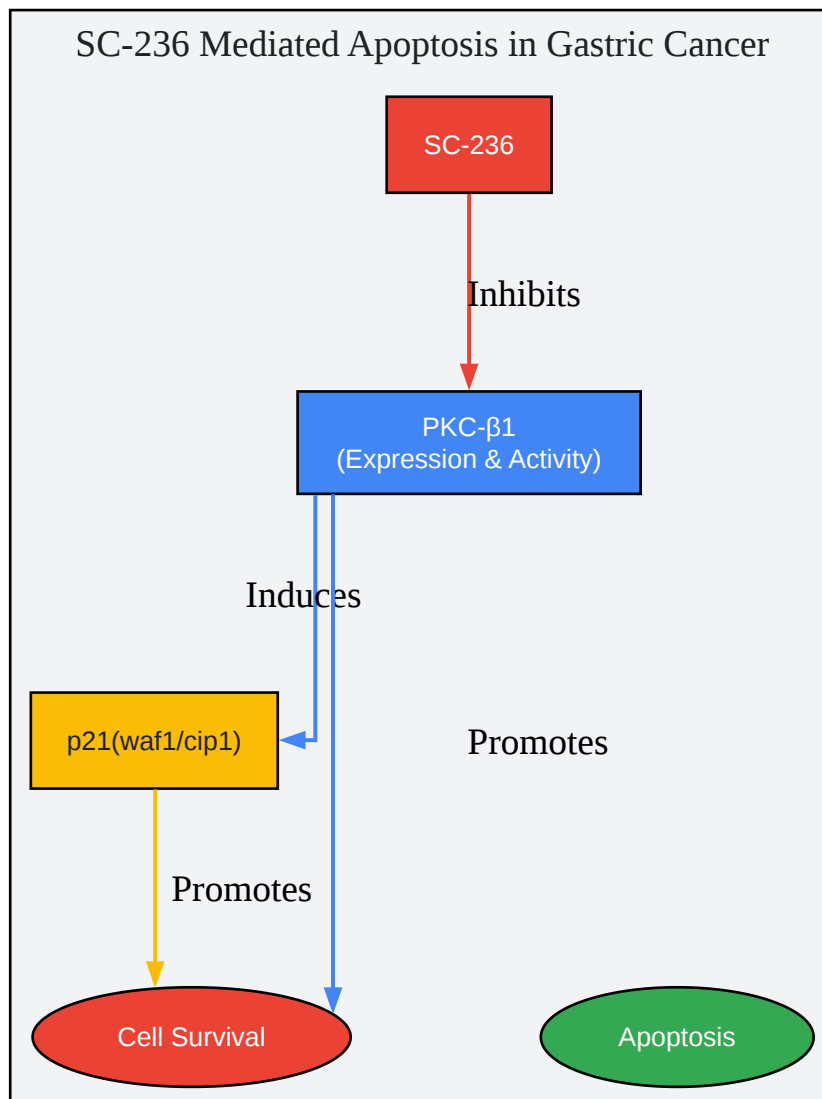 SC-236 Mediated Apoptosis in Gastric Cancer
SC-236
Inhibits
PKC-β1
(Expression & Activity)
Induces
p21(waf1/cip1)
Promotes
Promotes
Cell Survival
Apoptosis